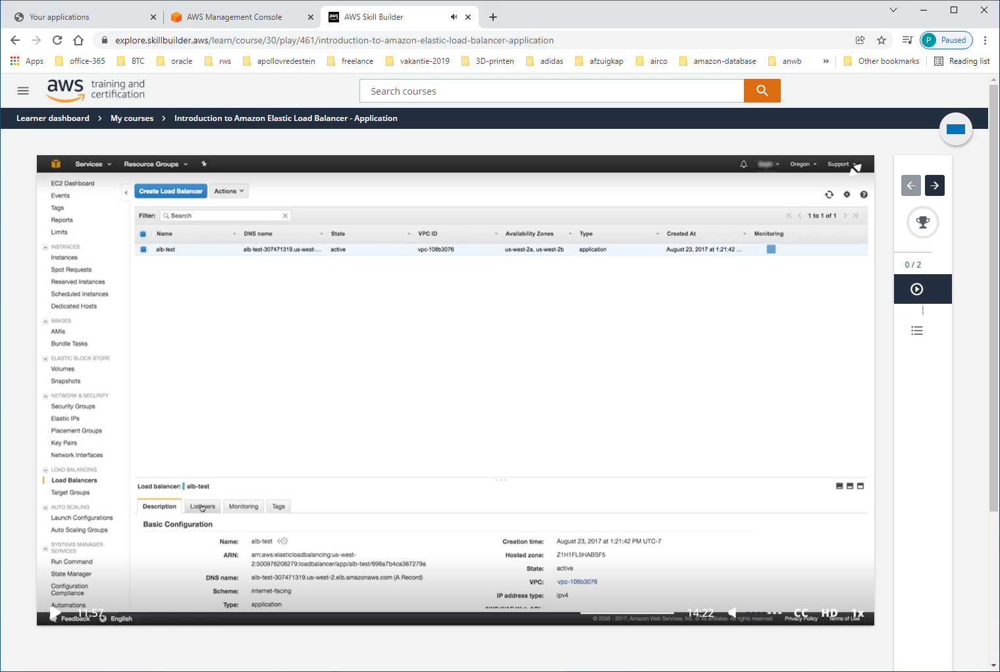 Your applications
AWS Management Console
AWS Skill Builder
explore.skillbuilder.aws/learn/course/30/play/461/introduction-to-amazon-elastic-load-balancer-application
P Paused
Apps office-365 BTC oracle rws apollovredestein freelance vakantie-2019 3D-printen adidas afzuigkap airco amazon-database anwb » Other bookmarks Reading list
aws training and
certification
Search courses
Learner dashboard > My courses > Introduction to Amazon Elastic Load Balancer - Application
Services Resource Groups Oregon Support
EC2 Dashboard
Events
Tags
Reports
Limits
INSTANCES
Instances
Spot Requests
Reserved Instances
Scheduled Instances
Dedicated Hosts
IMAGES
AMIs
Bundle Tasks
ELASTIC BLOCK STORE
Volumes
Snapshots
NETWORK & SECURITY
Security Groups
Elastic IPs
Placement Groups
Key Pairs
Network Interfaces
LOAD BALANCING
Load Balancers
Target Groups
AUTO SCALING
Launch Configurations
Auto Scaling Groups
SYSTEMS MANAGER
SERVICES
Run Command
State Manager
Configuration
Compliance
Automations
Create Load Balancer Actions
Filter: Search 1 to 1 of 1
Name DNS name State VPC ID Availability Zones Type Created At Monitoring
alb-test alb-test-307471319.us-west-... active vpc-108b3076 us-west-2a, us-west-2b application August 23, 2017 at 1:21:42 ...
Load balancer: alb-test
Description Listeners Monitoring Tags
Basic Configuration
Name: alb-test
ARN: arn:aws:elasticloadbalancing:us-west-
2:500976208279:loadbalancer/app/alb-test/698a7b4ca387279a
DNS name: alb-test-307471319.us-west-2.elb.amazonaws.com (A Record)
Scheme: internet-facing
Type: application
Creation time: August 23, 2017 at 1:21:42 PM UTC-7
Hosted zone: Z1H1FL5HABSF5
State: active
VPC: vpc-108b3076
IP address type: ipv4
11:57 14:22 CC HD 1x
Feedback English © 2008 - 2017, Amazon Web Services, Inc. or its affiliates. All rights reserved. Privacy Policy Terms of Use
0 / 2